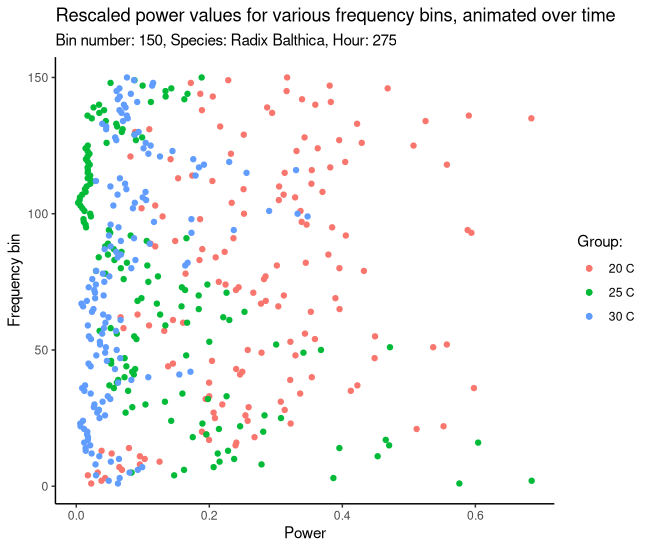 Rescaled power values for various frequency bins, animated over time
Bin number: 150, Species: Radix Balthica, Hour: 275
150
100
50
0
Frequency bin
0.0 0.2 0.4 0.6
Power
Group:
20 C
25 C
30 C